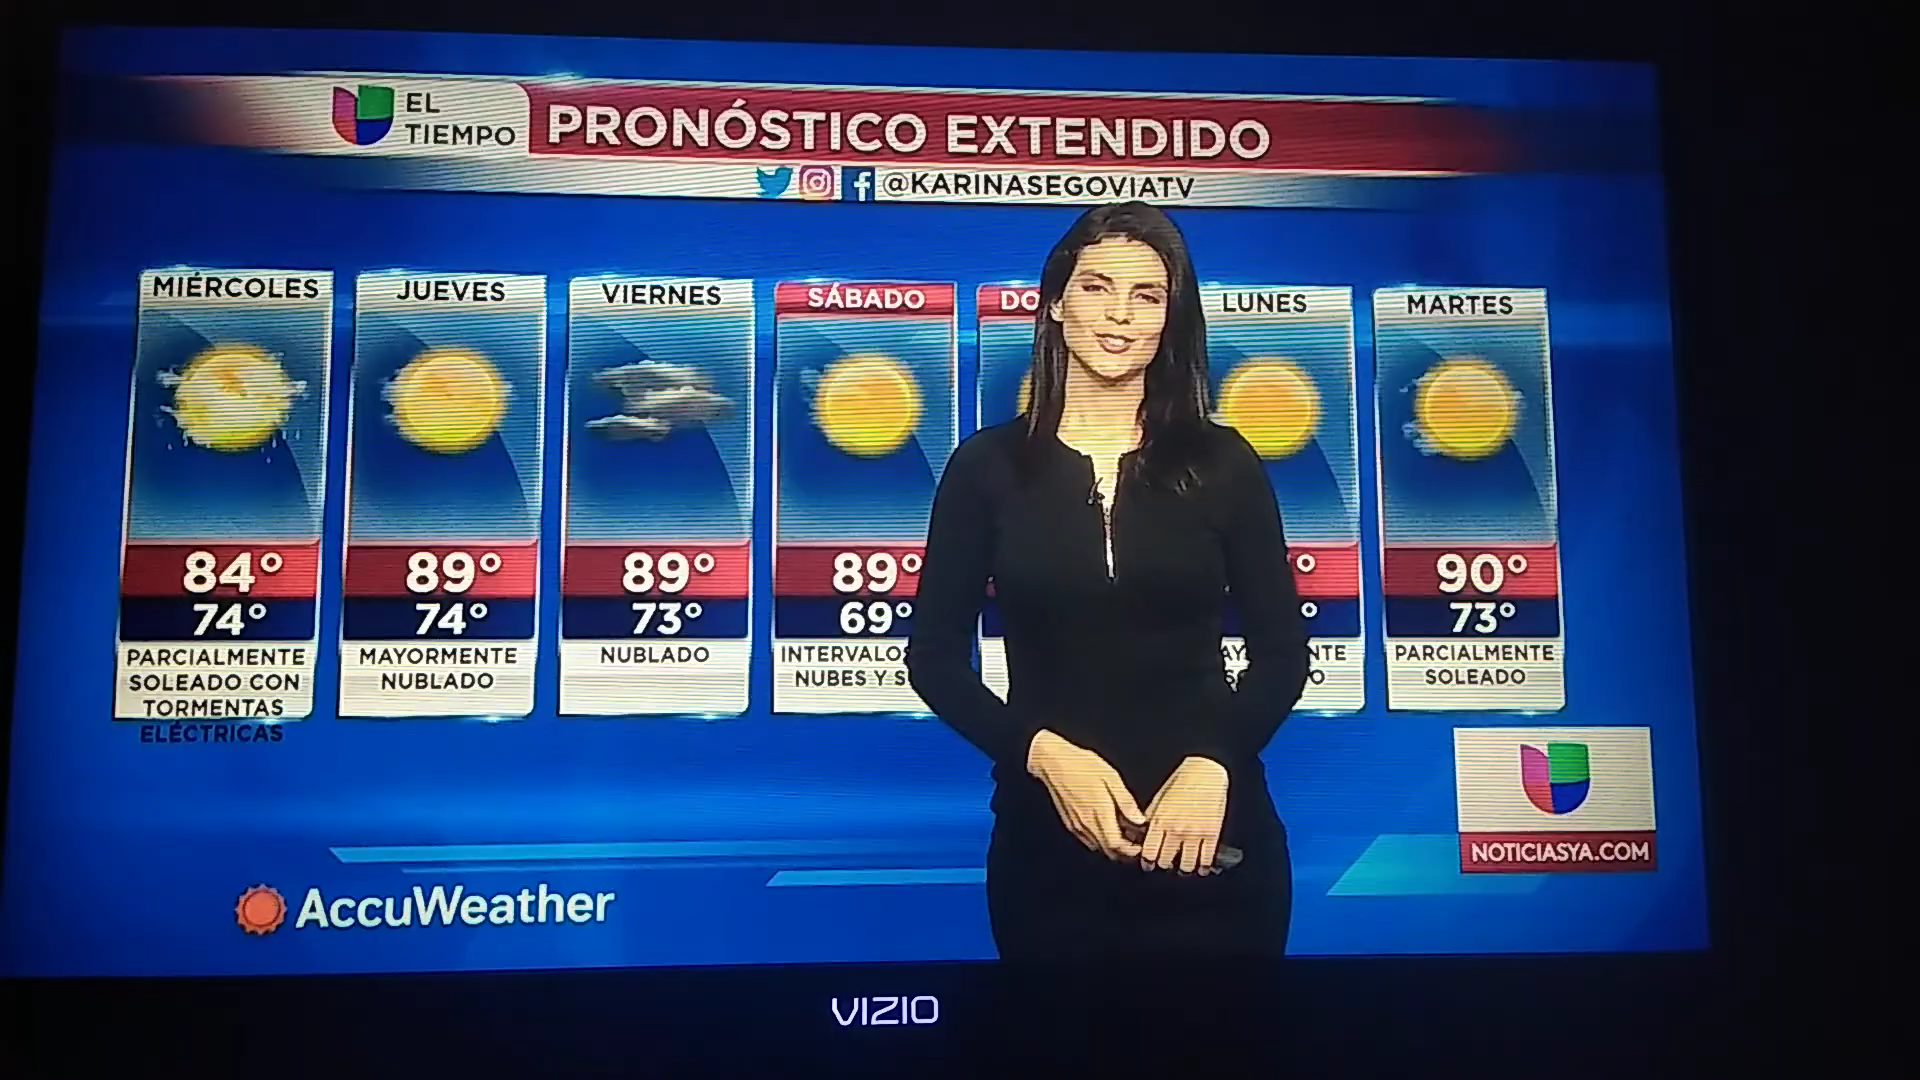 EL
TIEMPO
PRONÓSTICO EXTENDIDO
@KARINASEGOVIATV
MIÉRCOLES
84°
74°
PARCIALMENTE
SOLEADO CON
TORMENTAS
ELÉCTRICAS
JUEVES
89°
74°
MAYORMENTE
NUBLADO
VIERNES
89°
73°
NUBLADO
SÁBADO
89°
69°
NUBES Y
LUNES
MARTES
90°
73°
PARCIALMENTE
SOLEADO
NOTICIASYA.COM
AccuWeather
VIZIO